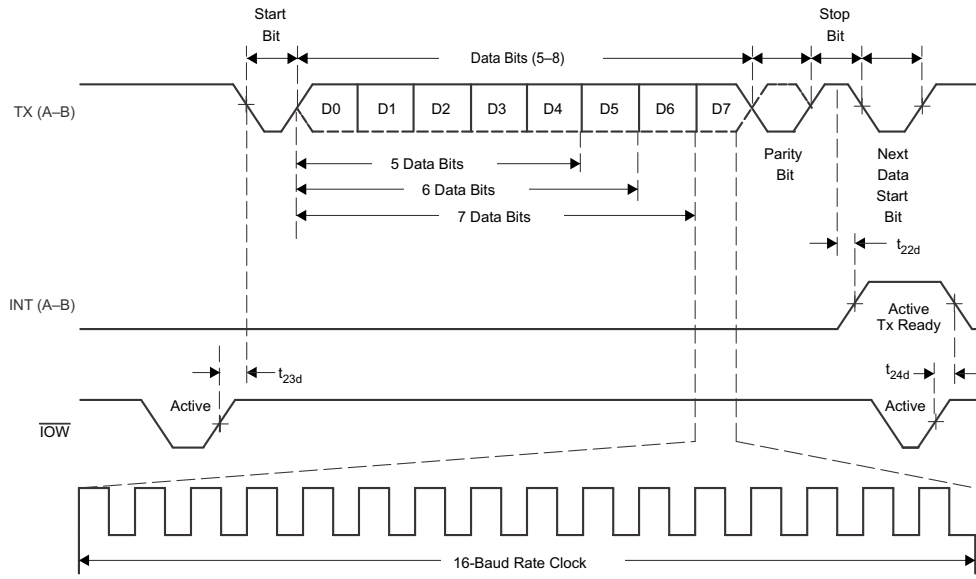 Start
Bit
Stop
Bit
Data Bits (5–8)
TX (A–B)
D0 D1 D2 D3 D4 D5 D6 D7
5 Data Bits
6 Data Bits
7 Data Bits
Parity
Bit
Next
Data
Start
Bit
t22d
INT (A–B)
Active
Tx Ready
t23d
t24d
Active
Active
IOW
16-Baud Rate Clock